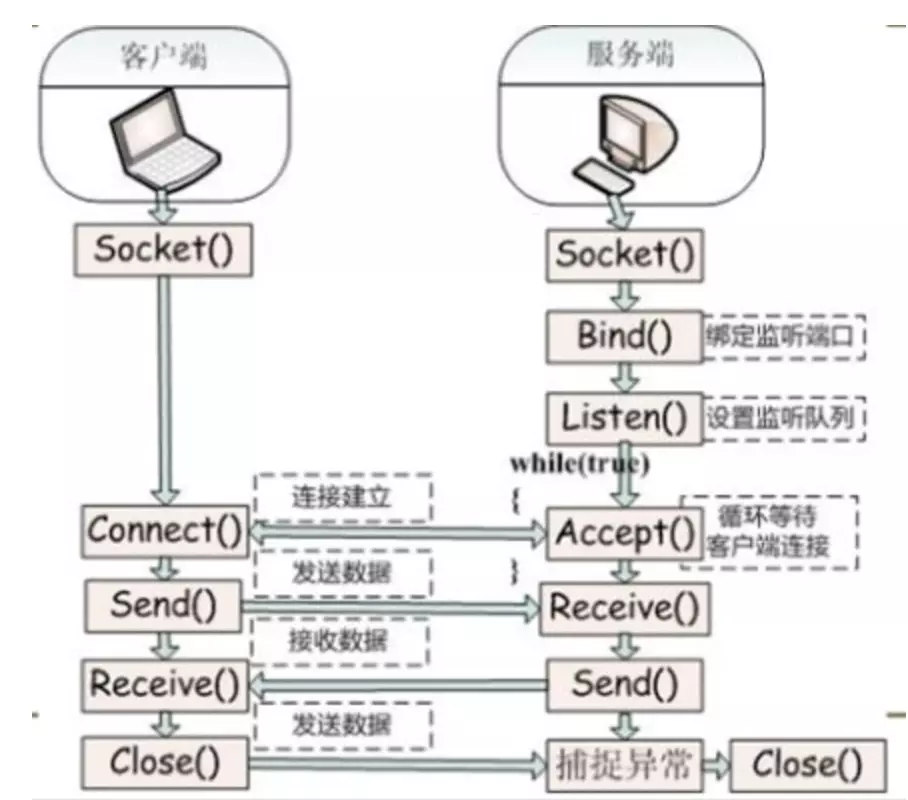 客户端
服务端
Socket()
Socket()
Bind()
绑定监听端口
Listen()
设置监听队列
while(true)
{
连接建立
Connect()
Accept()
循环等待
客户端连接
}
发送数据
Send()
Receive()
接收数据
Receive()
Send()
发送数据
Close()
捕捉异常
Close()